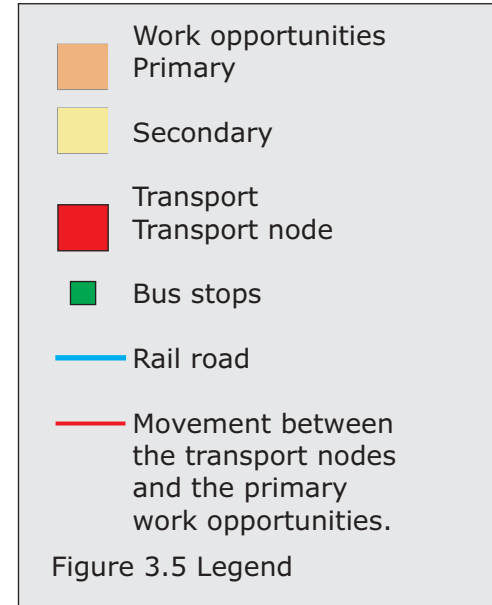 Work opportunities
Primary
Secondary
Transport
Transport node
Bus stops
Rail road
Movement between
the transport nodes
and the primary
work opportunities.
Figure 3.5 Legend